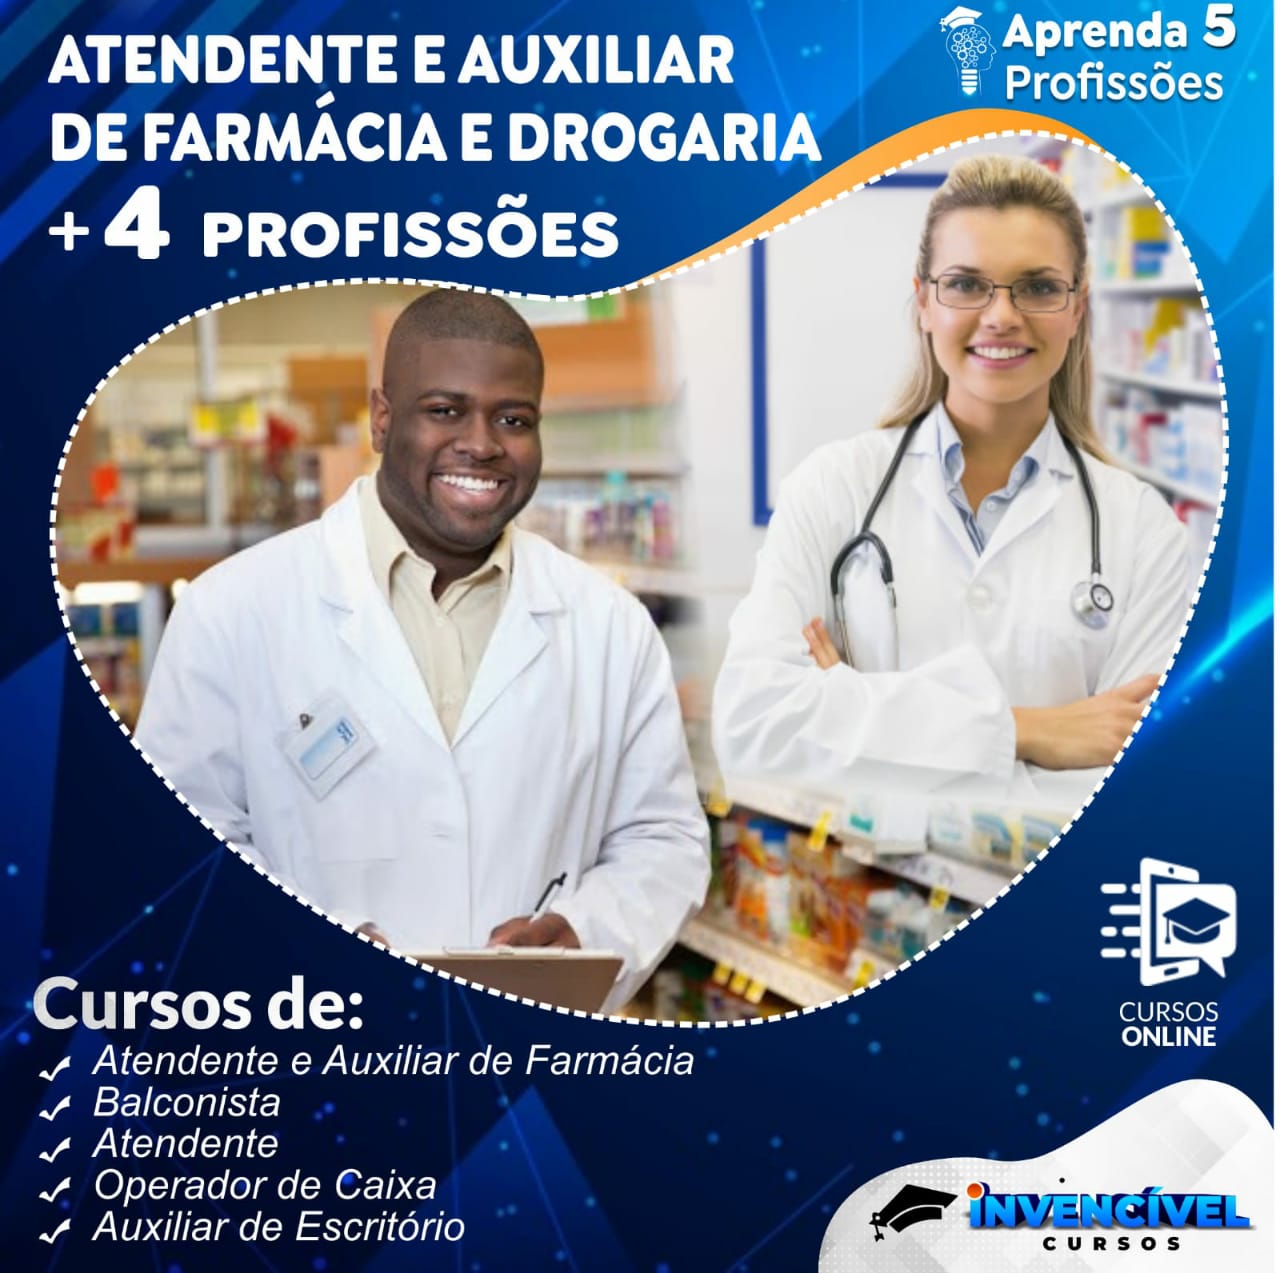 ATENDENTE E AUXILIAR
DE FARMÁCIA E DROGARIA
+4 PROFISSÕES
Aprenda 5
Profissões
CURSOS
ONLINE
Cursos de:
Atendente e Auxiliar de Farmácia
Balconista
Atendente
Operador de Caixa
Auxiliar de Escritório
iNVENCÍVEL
CURSOS